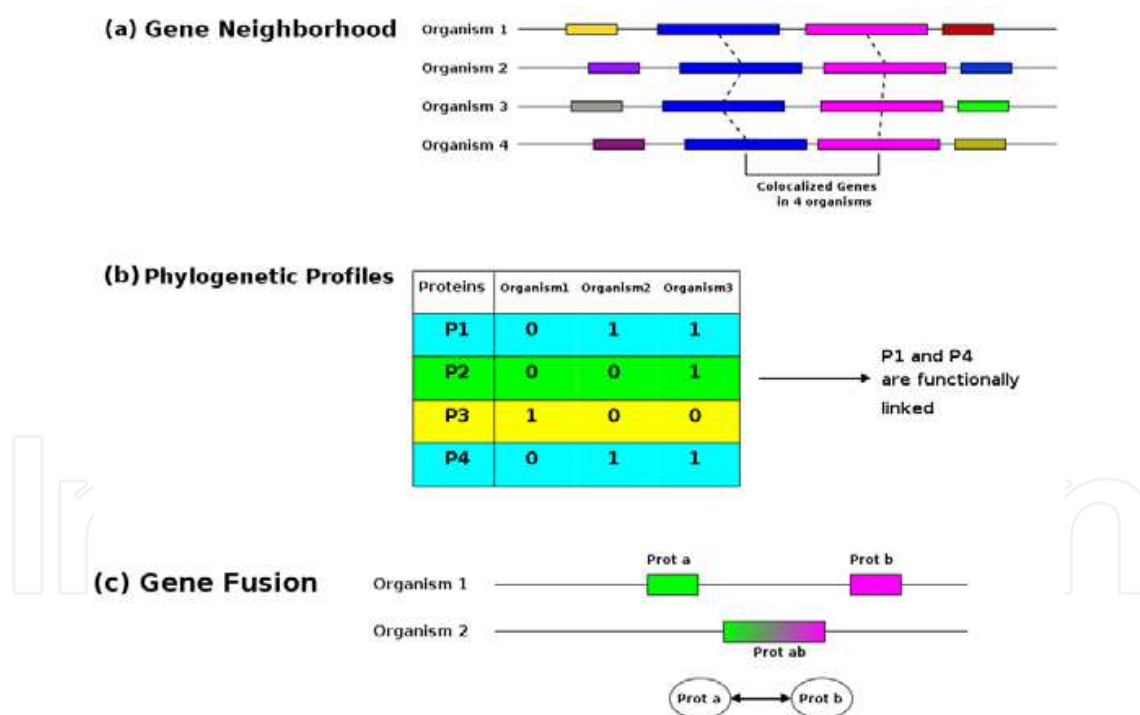 (a) Gene Neighborhood
Organism 1
Organism 2
Organism 3
Organism 4
Colocalized Genes
in 4 organisms
(b) Phylogenetic Profiles
Proteins Organism1 Organism2 Organism3
P1 0 1 1
P2 0 0 1
P3 1 0 0
P4 0 1 1
P1 and P4
are functionally
linked
(c) Gene Fusion
Prot a Prot b
Organism 1
Organism 2
Prot ab
Prot a Prot b